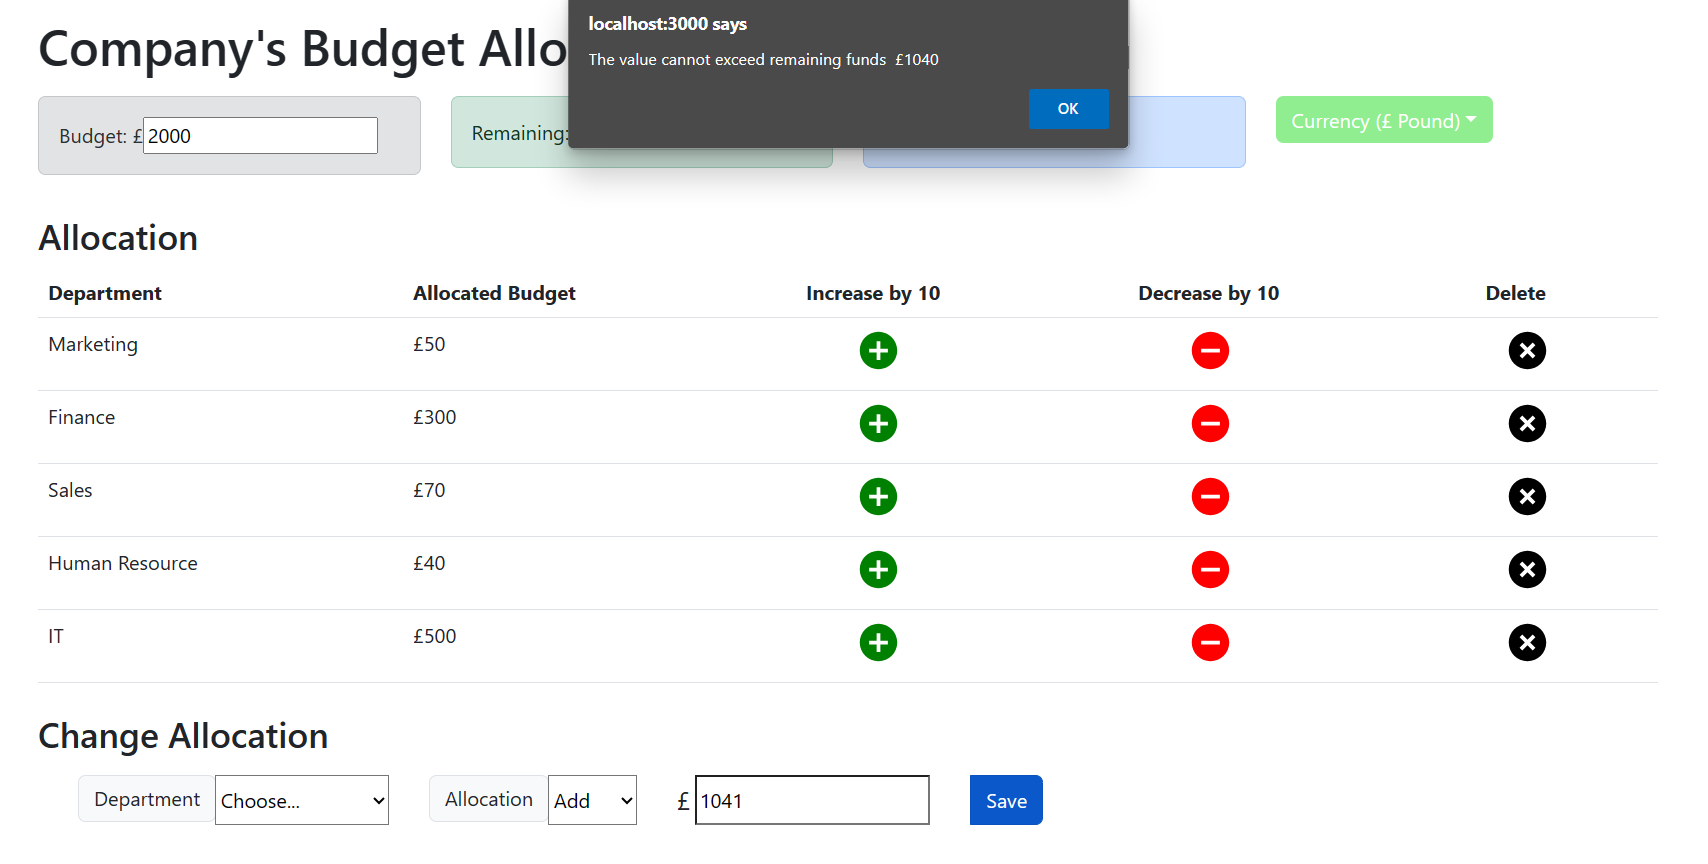 localhost:3000 says
The value cannot exceed remaining funds £1040
OK
Company's Budget Allo
Budget: £2000
Remaining:
Currency (£ Pound)
Allocation
Department Allocated Budget Increase by 10 Decrease by 10 Delete
Marketing £50
Finance £300
Sales £70
Human Resource £40
IT £500
Change Allocation
Department Choose... Allocation Add £ 1041 Save